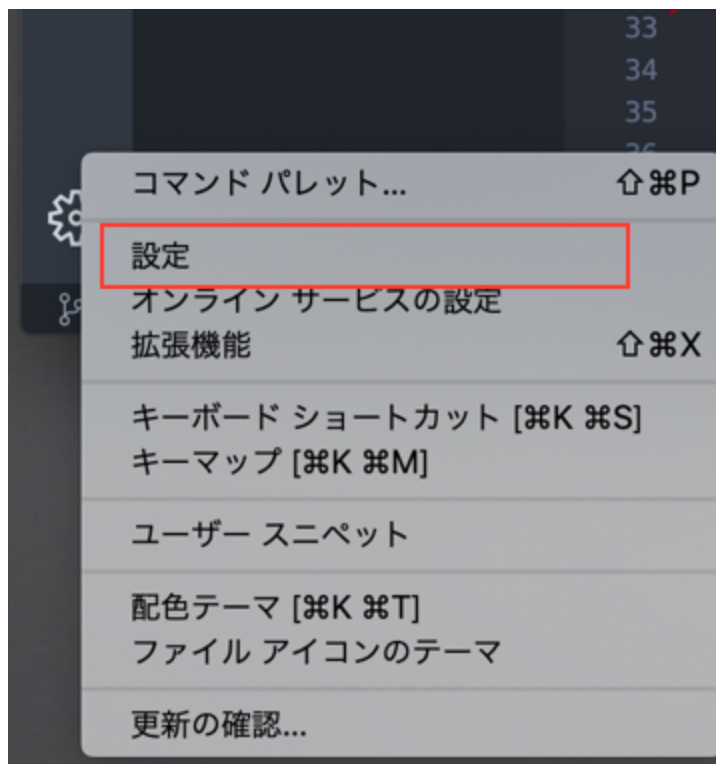 33
34
35
36
コマンド パレット... ⇧⌘P
設定
オンライン サービスの設定
拡張機能 ⇧⌘X
キーボード ショートカット [⌘K ⌘S]
キーマップ [⌘K ⌘M]
ユーザー スニペット
配色テーマ [⌘K ⌘T]
ファイル アイコンのテーマ
更新の確認...